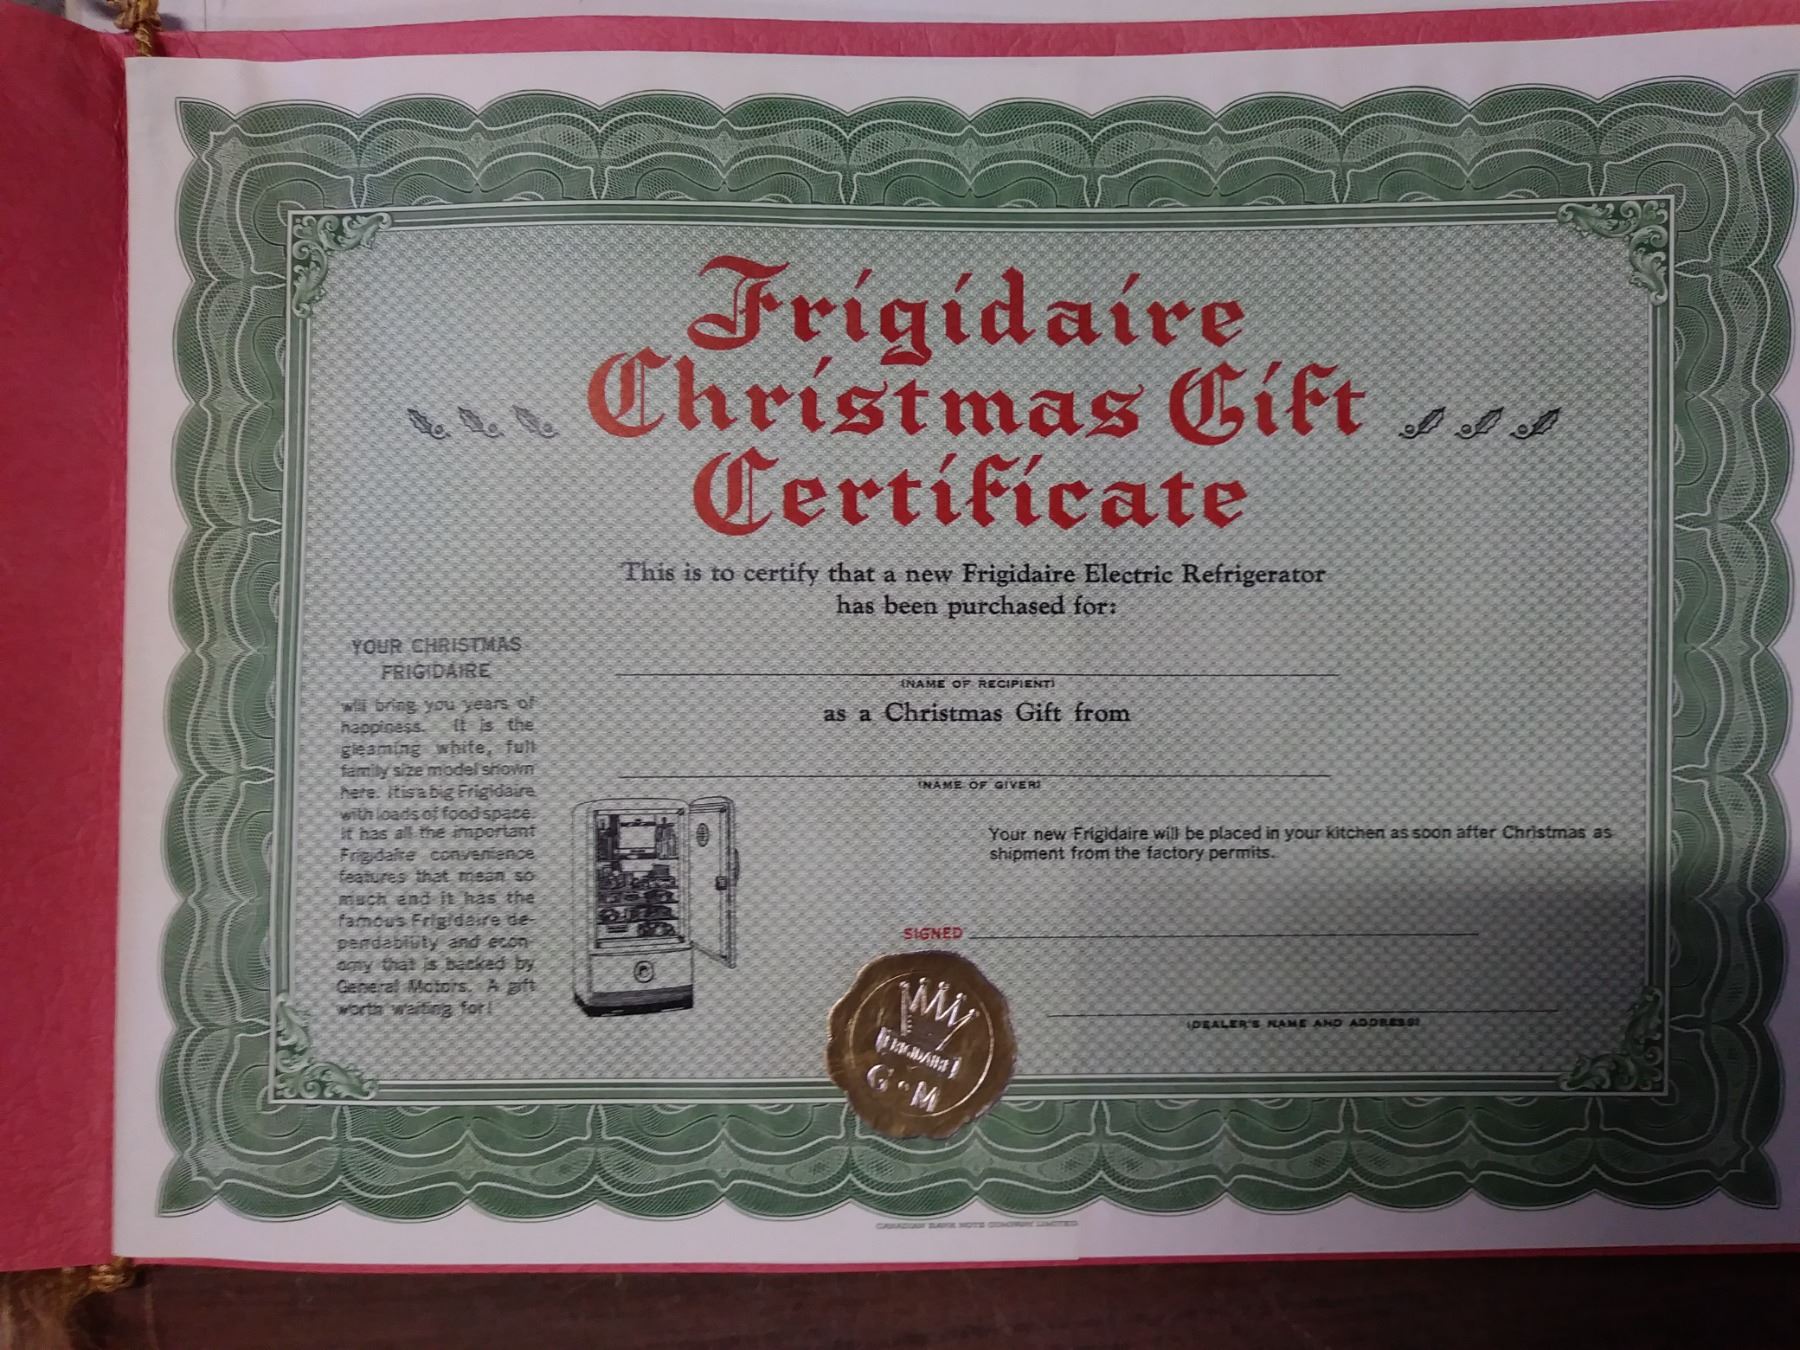 Frigidaire
Christmas Gift
Certificate
This is to certify that a new Frigidaire Electric Refrigerator
has been purchased for:
(NAME OF RECIPIENT)
as a Christmas Gift from
(NAME OF GIVER)
YOUR CHRISTMAS
FRIGIDAIRE
will bring you years of
happiness. It is the
gleaming white, full
family size model shown
here. It is a big Frigidaire
with loads of food space.
It has all the important
Frigidaire convenience
features that mean so
much and it has the
famous Frigidaire de-
pendability and econ-
omy that is backed by
General Motors. A gift
worth waiting for!
Your new Frigidaire will be placed in your kitchen as soon after Christmas as
shipment from the factory permits.
SIGNED
(DEALER'S NAME AND ADDRESS)
FRIGIDAIRE
G M
CANADIAN BANK NOTE COMPANY LIMITED